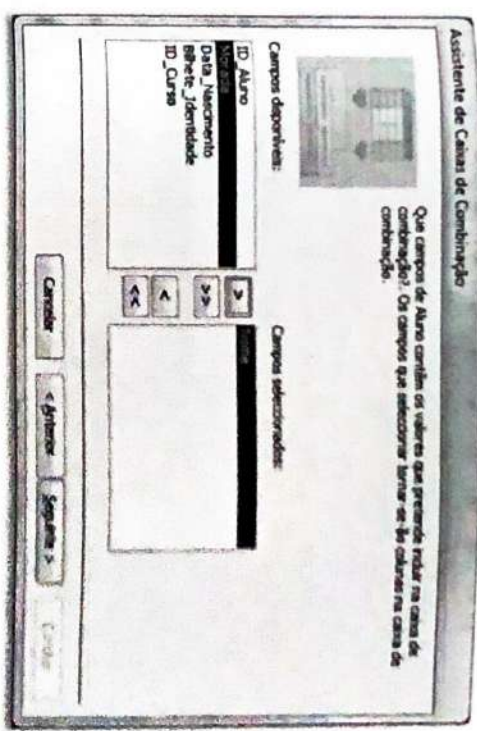 Assistente de Caixas de Combinação
Que campos de Aluno contêm os valores que pretende incluir na caixa de
combinação?. Os campos que seleccionar tornar-se-ão colunas na caixa de
combinação.
Campos disponíveis:
Campos seleccionados:
ID_Aluno
Morada
Data_Nascimento
Bilhete_Identidade
ID_Curso
>
>>
<
<<
Nome
Cancelar
< Anterior
Seguinte >
Concluir